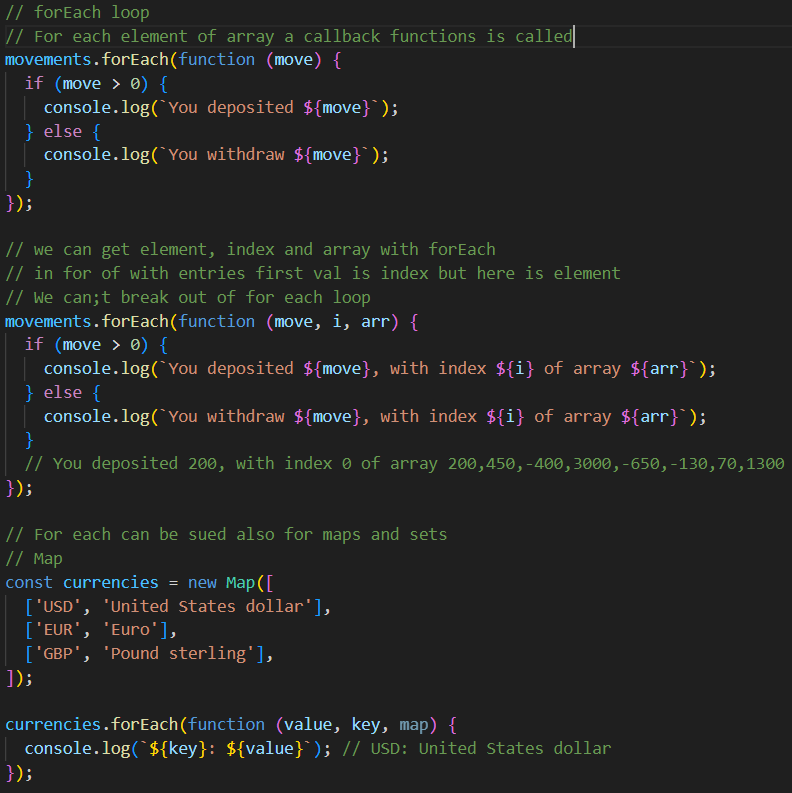 // forEach loop
// For each element of array a callback functions is called
movements.forEach(function (move) {
  if (move > 0) {
    console.log(`You deposited ${move}`);
  } else {
    console.log(`You withdraw ${move}`);
  }
});

// we can get element, index and array with forEach
// in for of with entries first val is index but here is element
// We can;t break out of for each loop
movements.forEach(function (move, i, arr) {
  if (move > 0) {
    console.log(`You deposited ${move}, with index ${i} of array ${arr}`);
  } else {
    console.log(`You withdraw ${move}, with index ${i} of array ${arr}`);
  }
  // You deposited 200, with index 0 of array 200,450,-400,3000,-650,-130,70,1300
});

// For each can be sued also for maps and sets
// Map
const currencies = new Map([
  ['USD', 'United States dollar'],
  ['EUR', 'Euro'],
  ['GBP', 'Pound sterling'],
]);

currencies.forEach(function (value, key, map) {
  console.log(`${key}: ${value}`); // USD: United States dollar
});